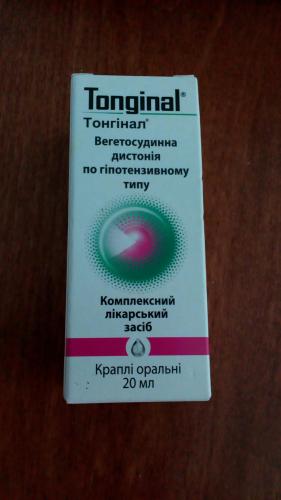 Tonginal®
Тонгінал®
Вегетосудинна
дистонія
по гіпотензивному
типу
Комплексний
лікарський
засіб
Краплі оральні
20 мл